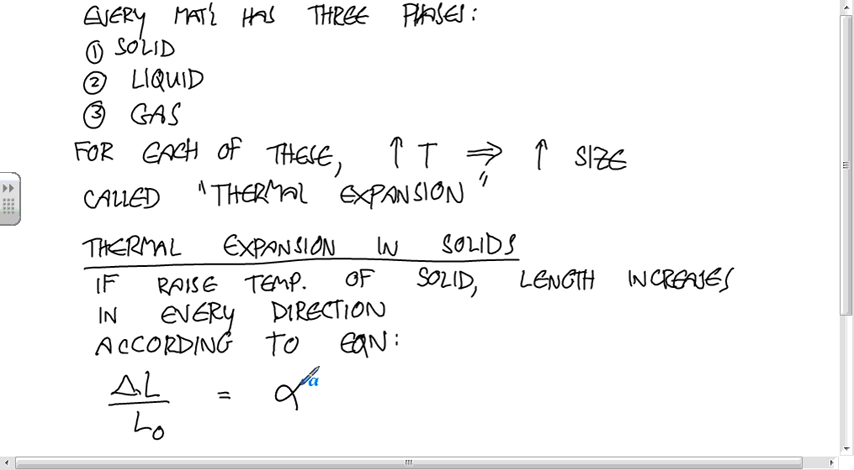 EVERY MAT'L HAS THREE PHASES:
① SOLID
② LIQUID
③ GAS
FOR EACH OF THESE, ↑ T ⇒ ↑ SIZE
CALLED "THERMAL EXPANSION"
THERMAL EXPANSION IN SOLIDS
IF RAISE TEMP. OF SOLID, LENGTH INCREASES
IN EVERY DIRECTION
ACCORDING TO EQN:
ΔL / L₀ = α